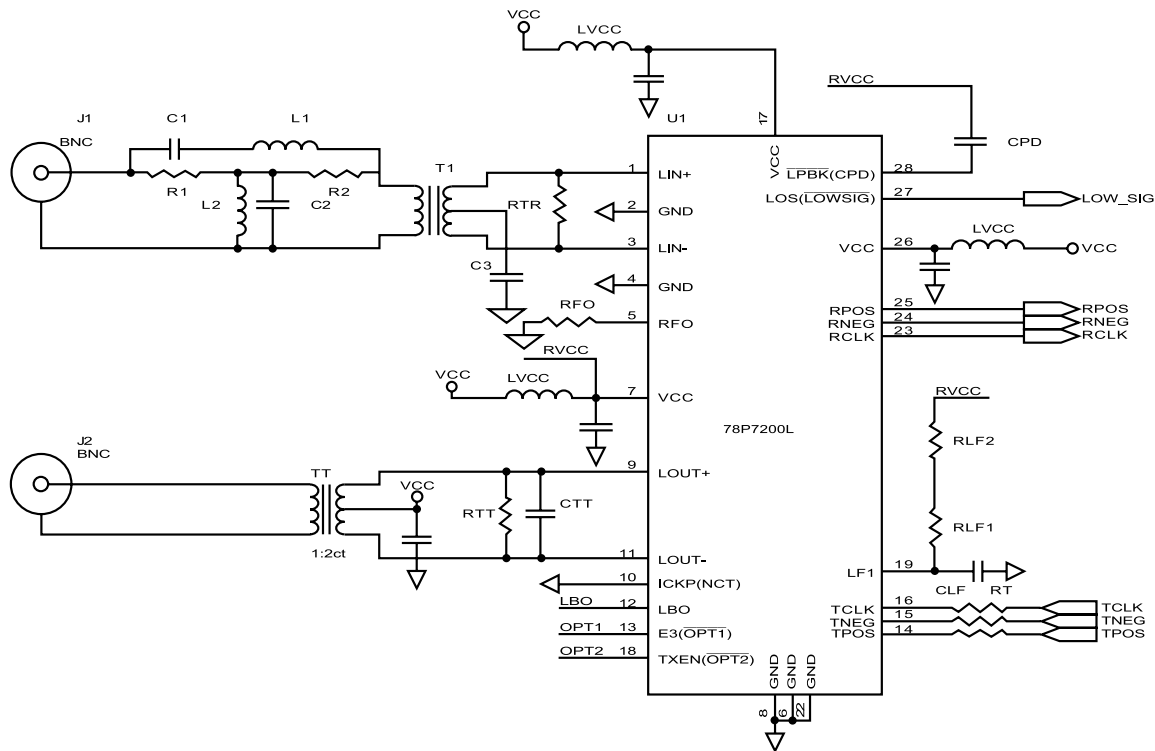 VCC
LVCC
RVCC
J1
C1
L1
U1
17
BNC
CPD
T1
VCC
1
LIN+
LPBK(CPD)
28
R1
R2
RTR
27
L2
C2
2
GND
LOS(LOWSIG)
LOW_SIG
LVCC
3
LIN-
VCC
26
VCC
C3
4
GND
RFO
25
RPOS
RPOS
5
RFO
24
RNEG
RNEG
23
RCLK
RCLK
RVCC
VCC
LVCC
7
VCC
RVCC
78P7200L
RLF2
J2
BNC
9
TT
LOUT+
VCC
RTT
CTT
RLF1
1:2ct
11
LOUT-
LF1
19
10
ICKP(NCT)
CLF
RT
LBO
12
LBO
TCLK
16
TCLK
TNEG
15
TNEG
OPT1
13
E3(OPT1)
TPOS
14
TPOS
OPT2
18
TXEN(OPT2)
GND
GND
GND
8
6
22